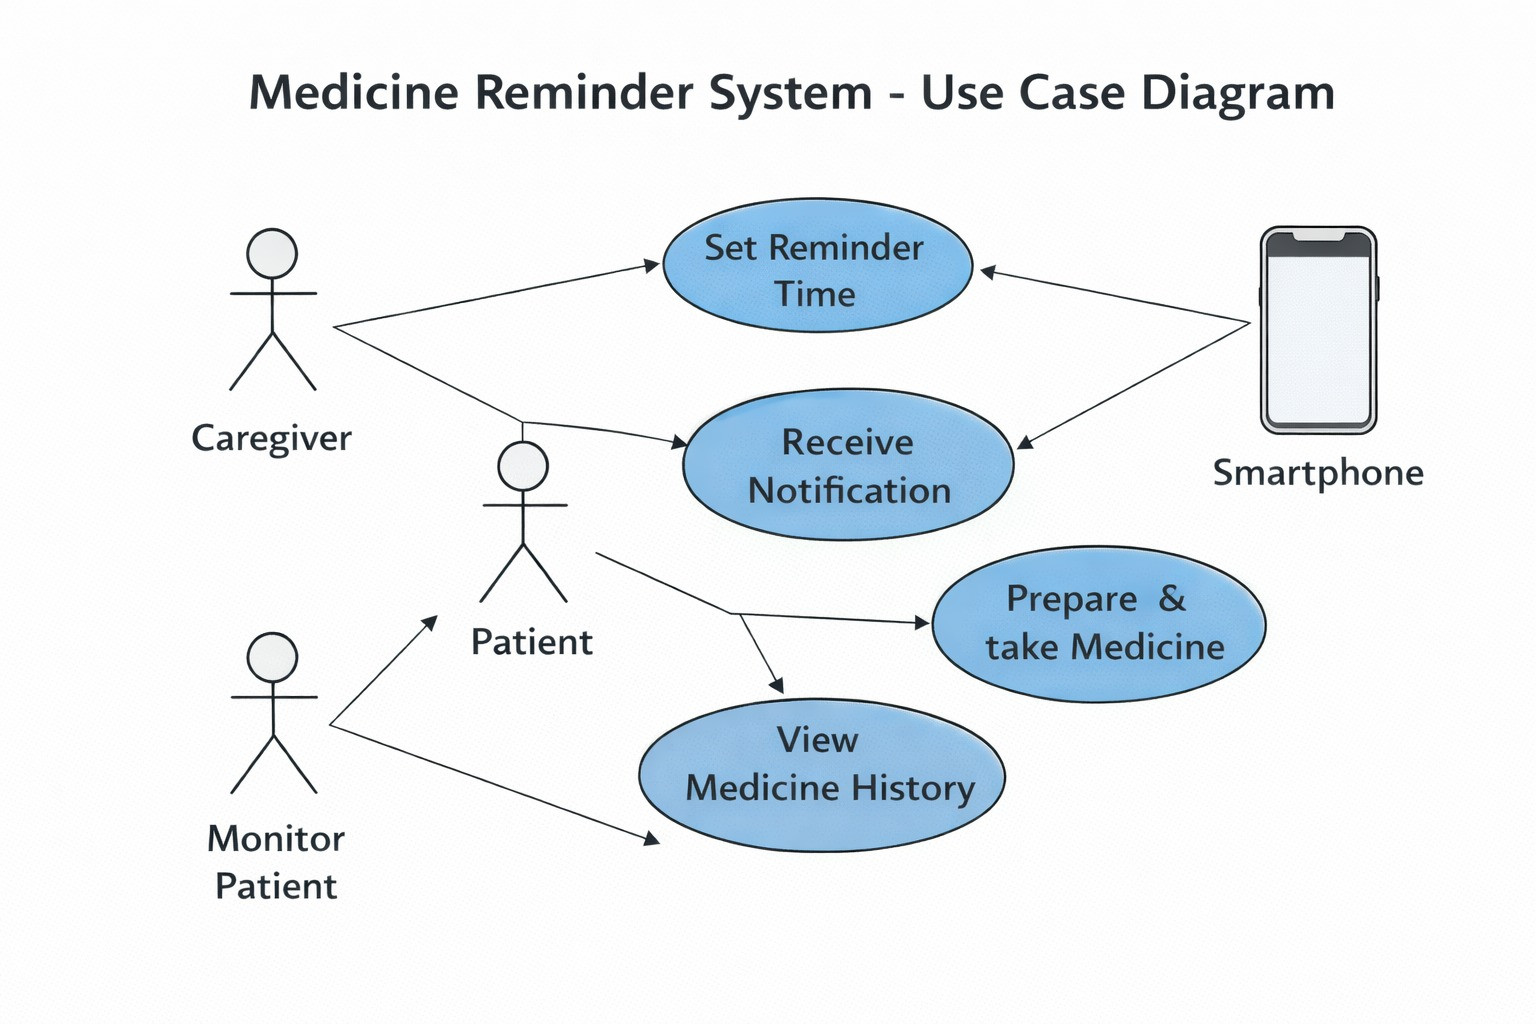 Medicine Reminder System - Use Case Diagram
Set Reminder
Time
Caregiver
Receive
Notification
Smartphone
Patient
Prepare & 
take Medicine
View
Medicine History
Monitor
Patient